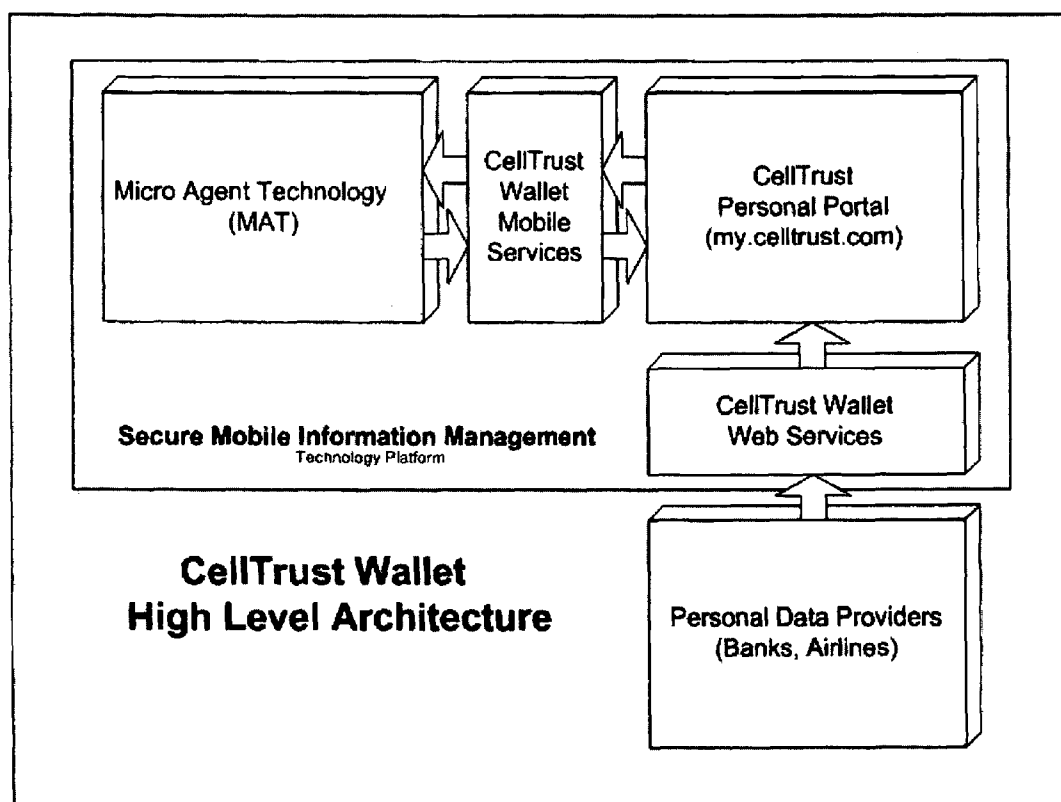 Micro Agent Technology
(MAT)
CellTrust
Wallet
Mobile
Services
CellTrust
Personal Portal
(my.celltrust.com)
CellTrust Wallet
Web Services
Secure Mobile Information Management
Technology Platform
CellTrust Wallet
High Level Architecture
Personal Data Providers
(Banks, Airlines)